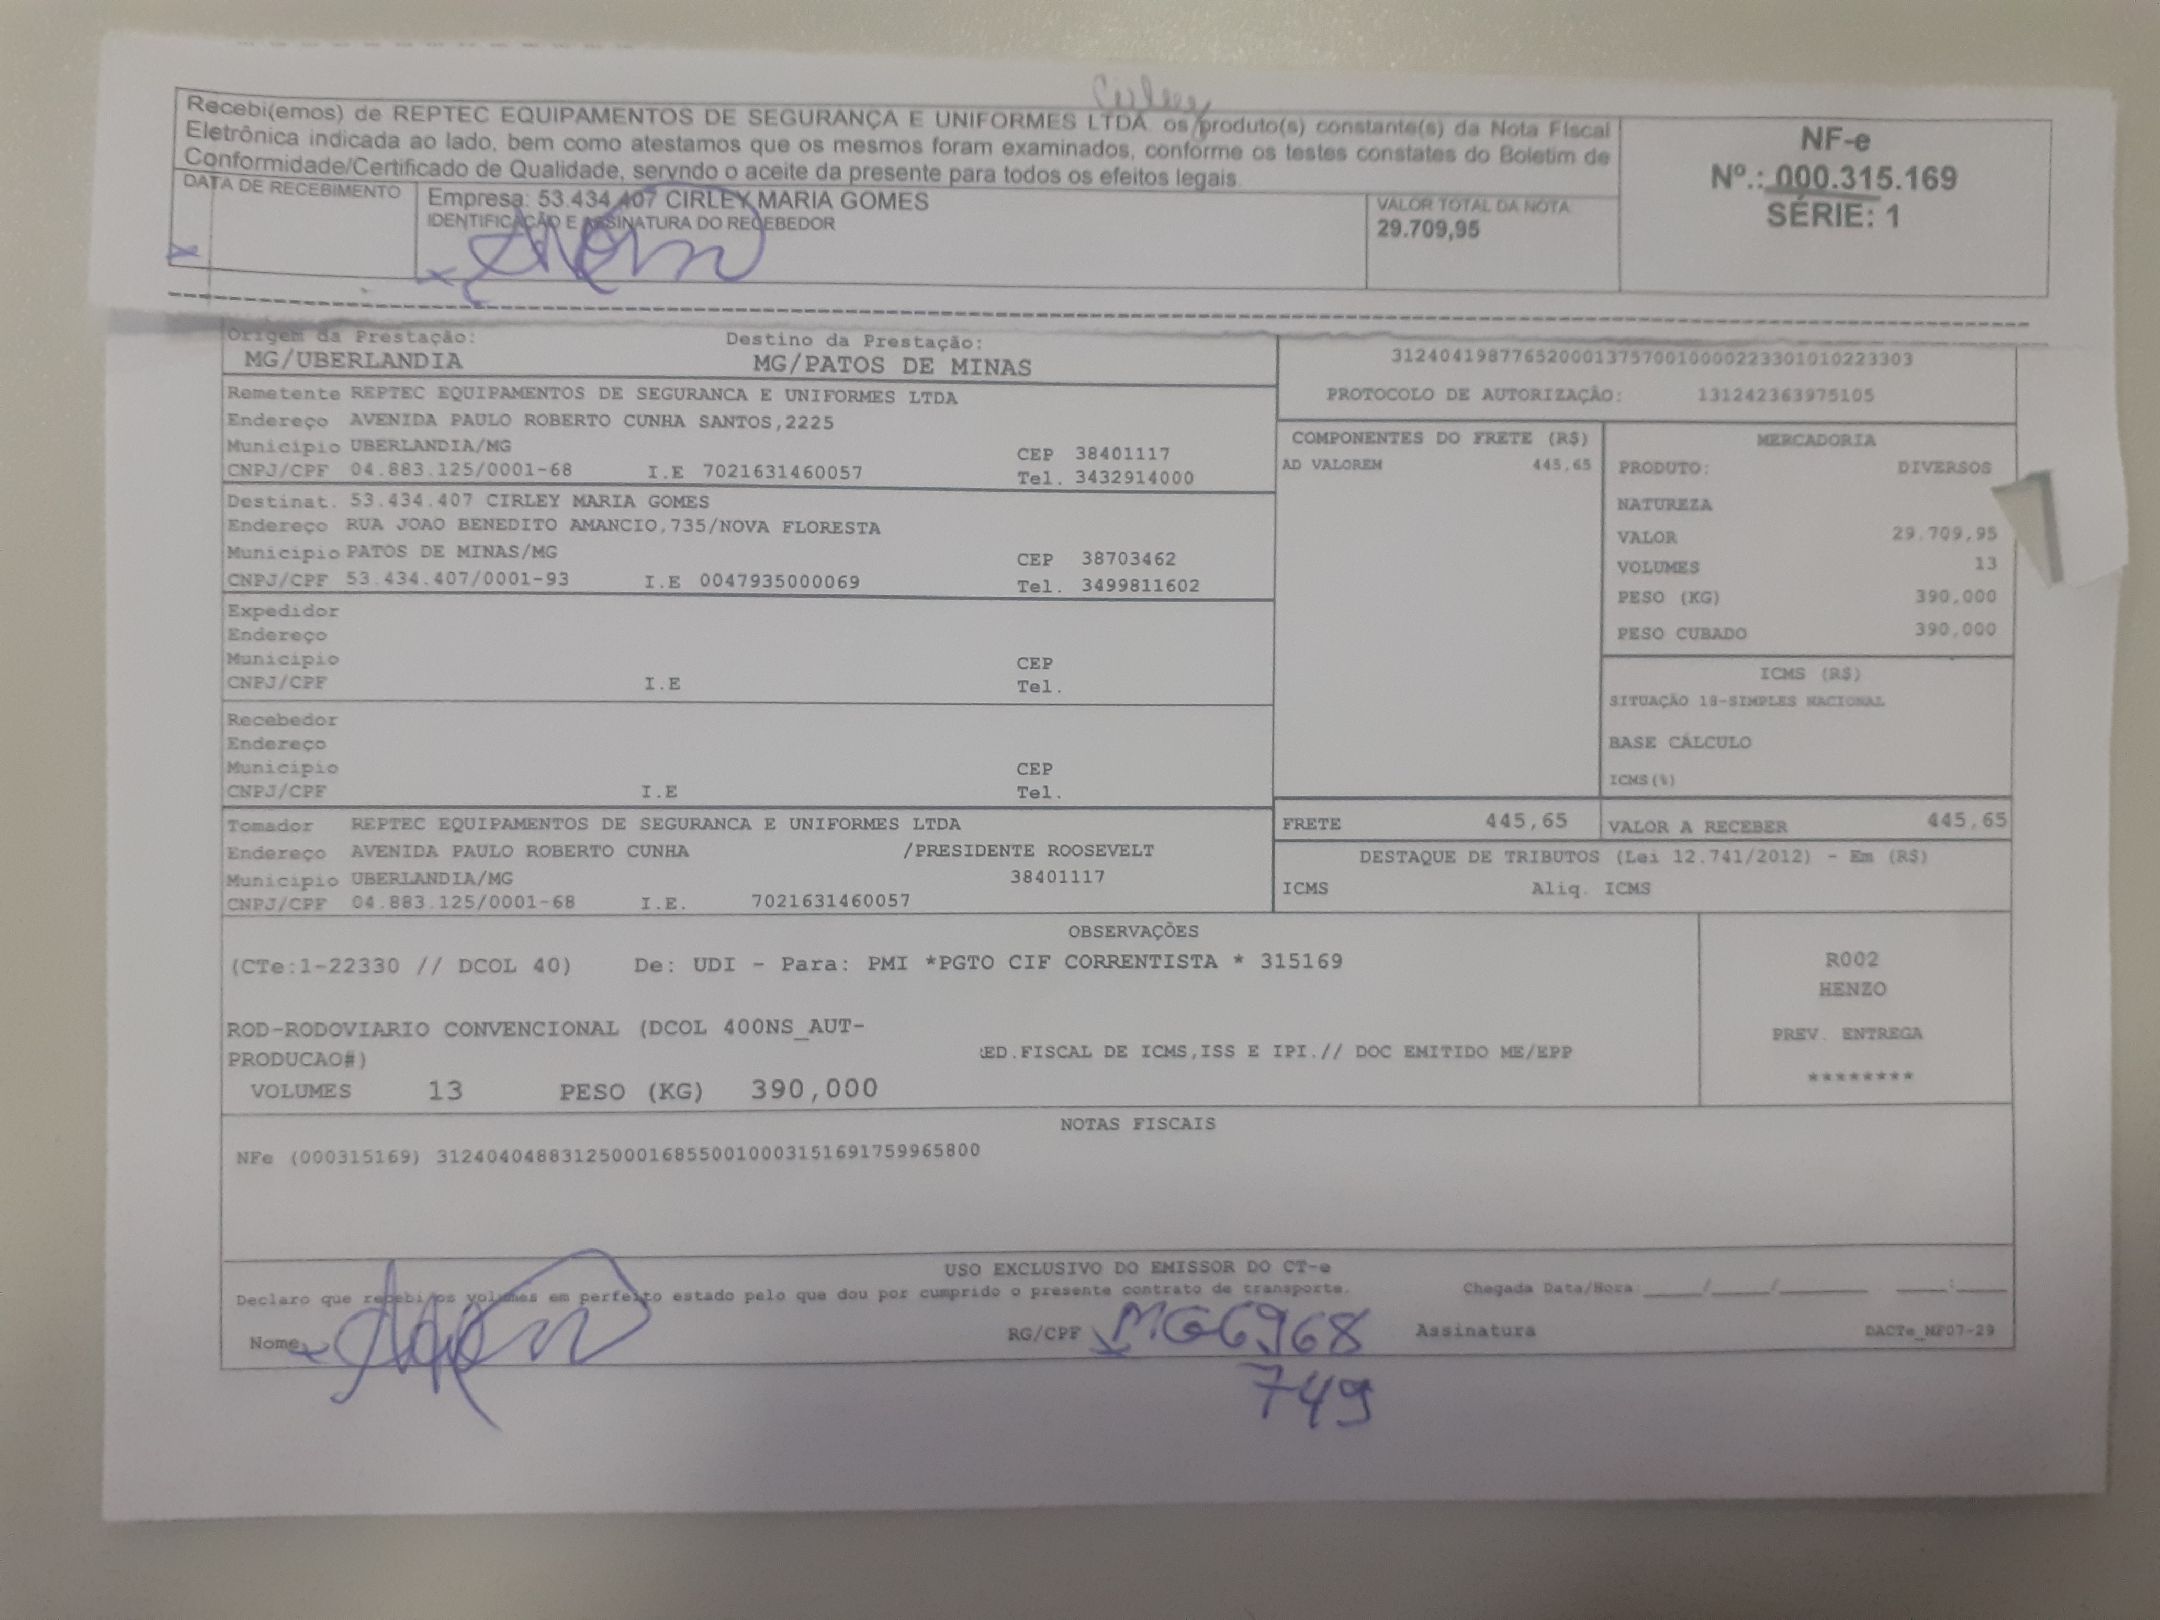 Cirley
Recebi(emos) de REPTEC EQUIPAMENTOS DE SEGURANÇA E UNIFORMES LTDA. os produto(s) constante(s) da Nota Fiscal
Eletrônica indicada ao lado, bem como atestamos que os mesmos foram examinados, conforme os testes constates do Boletim de
Conformidade/Certificado de Qualidade, servndo o aceite da presente para todos os efeitos legais.
NF-e
Nº.: 000.315.169
SÉRIE: 1
DATA DE RECEBIMENTO
Empresa: 53.434.407 CIRLEY MARIA GOMES
IDENTIFICAÇÃO E ASSINATURA DO RECEBEDOR
VALOR TOTAL DA NOTA
29.709,95
Origem da Prestação: Destino da Prestação:
MG/UBERLANDIA MG/PATOS DE MINAS
Remetente REPTEC EQUIPAMENTOS DE SEGURANCA E UNIFORMES LTDA
Endereço AVENIDA PAULO ROBERTO CUNHA SANTOS,2225
Municipio UBERLANDIA/MG CEP 38401117
CNPJ/CPF 04.883.125/0001-68 I.E 7021631460057 Tel. 3432914000
Destinat. 53.434.407 CIRLEY MARIA GOMES
Endereço RUA JOAO BENEDITO AMANCIO,735/NOVA FLORESTA
Municipio PATOS DE MINAS/MG CEP 38703462
CNPJ/CPF 53.434.407/0001-93 I.E 0047935000069 Tel. 3499811602
Expedidor
Endereço
Municipio CEP
CNPJ/CPF I.E Tel.
Recebedor
Endereço
Municipio CEP
CNPJ/CPF I.E Tel.
Tomador REPTEC EQUIPAMENTOS DE SEGURANCA E UNIFORMES LTDA
Endereço AVENIDA PAULO ROBERTO CUNHA /PRESIDENTE ROOSEVELT
Municipio UBERLANDIA/MG 38401117
CNPJ/CPF 04.883.125/0001-68 I.E. 7021631460057
31240419877652000137570010000223301010223303
PROTOCOLO DE AUTORIZAÇÃO: 131242363975105
COMPONENTES DO FRETE (R$)
AD VALOREM 445,65
MERCADORIA
PRODUTO: DIVERSOS
NATUREZA
VALOR 29.709,95
VOLUMES 13
PESO (KG) 390,000
PESO CUBADO 390,000
ICMS (R$)
SITUAÇÃO 18-SIMPLES NACIONAL
BASE CÁLCULO
ICMS(%)
FRETE 445,65 VALOR A RECEBER 445,65
DESTAQUE DE TRIBUTOS (Lei 12.741/2012) - Em (R$)
ICMS Aliq. ICMS
OBSERVAÇÕES
(CTe:1-22330 // DCOL 40) De: UDI - Para: PMI *PGTO CIF CORRENTISTA * 315169
ROD-RODOVIARIO CONVENCIONAL (DCOL 400NS_AUT-
PRODUCAO#) ED.FISCAL DE ICMS,ISS E IPI.// DOC EMITIDO ME/EPP
VOLUMES 13 PESO (KG) 390,000
R002
HENZO
PREV. ENTREGA
********
NOTAS FISCAIS
NFe (000315169) 31240404883125000168550010003151691759965800
USO EXCLUSIVO DO EMISSOR DO CT-e
Declaro que recebi os volumes em perfeito estado pelo que dou por cumprido o presente contrato de transporte. Chegada Data/Hora:____/____/______ ____:____
Nome RG/CPF MG6968 Assinatura DACTe_MF07-29
749